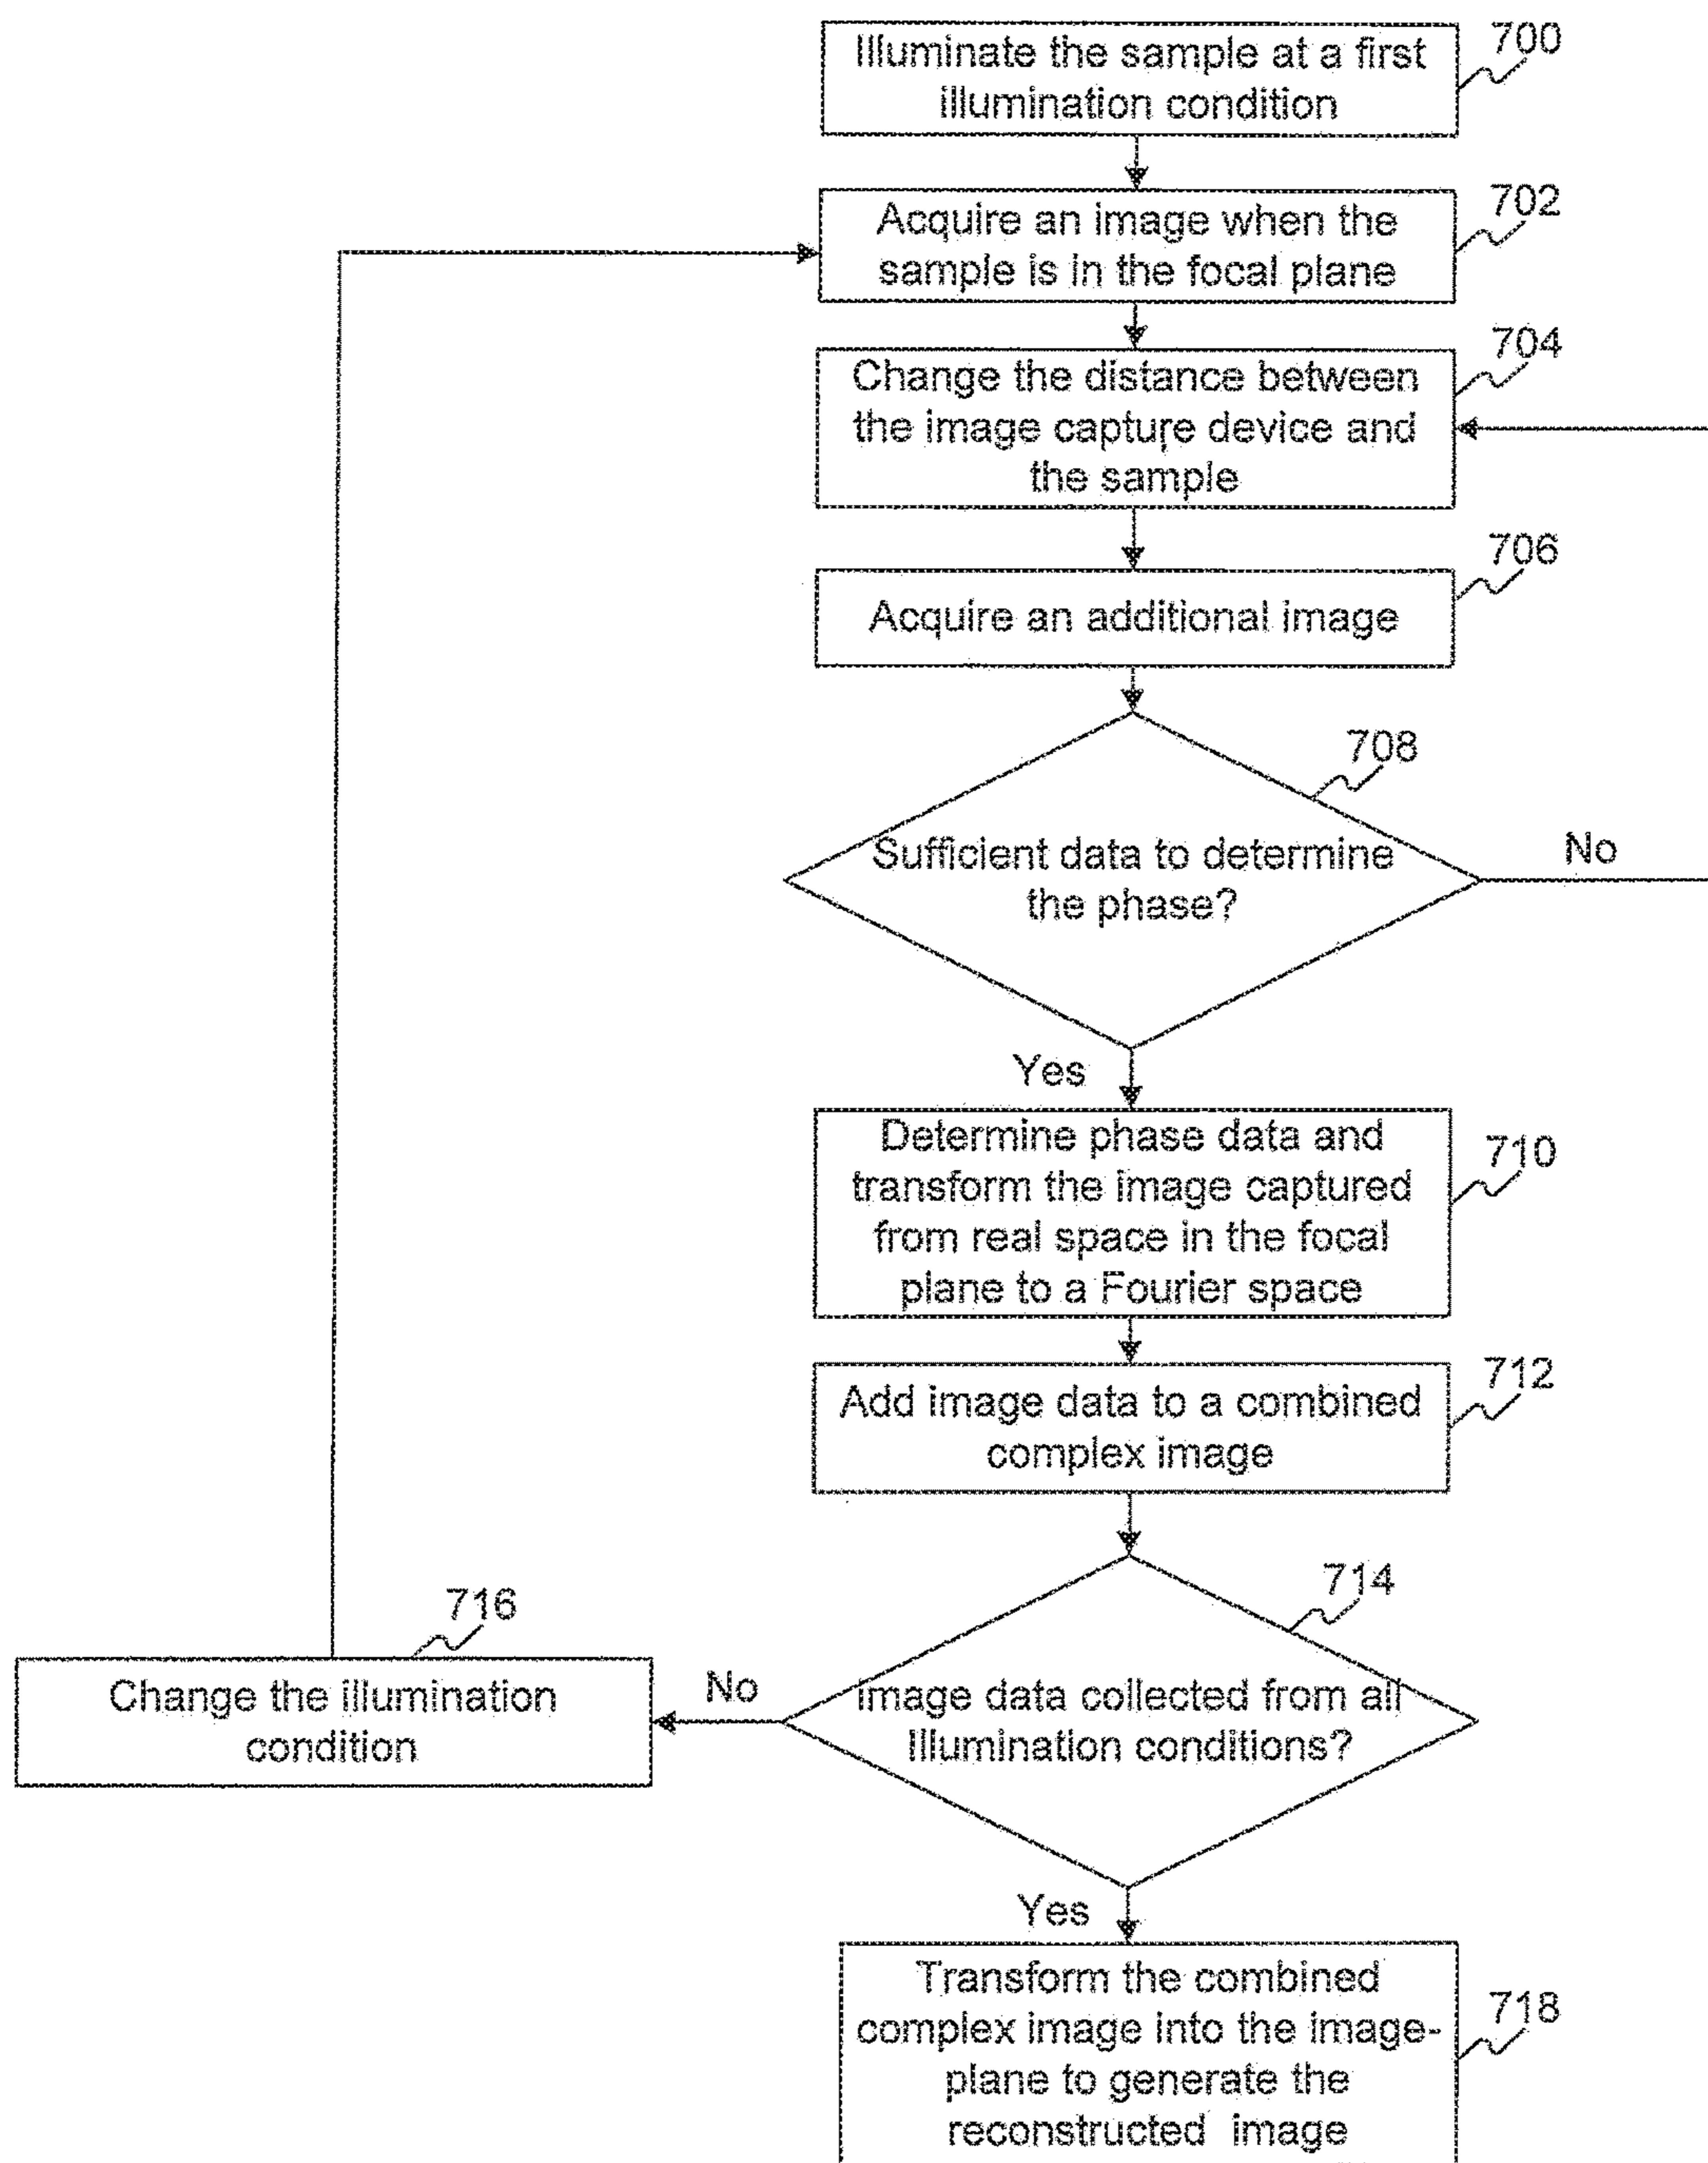 Illuminate the sample at a first
illumination condition
700
Acquire an image when the
sample is in the focal plane
702
Change the distance between
the image capture device and
the sample
704
Acquire an additional image
706
Sufficient data to determine
the phase?
708
No
Yes
Determine phase data and
transform the image captured
from real space in the focal
plane to a Fourier space
710
Add image data to a combined
complex image
712
Image data collected from all
Illumination conditions?
714
No
Change the illumination
condition
716
Yes
Transform the combined
complex image into the image-
plane to generate the
reconstructed image
718